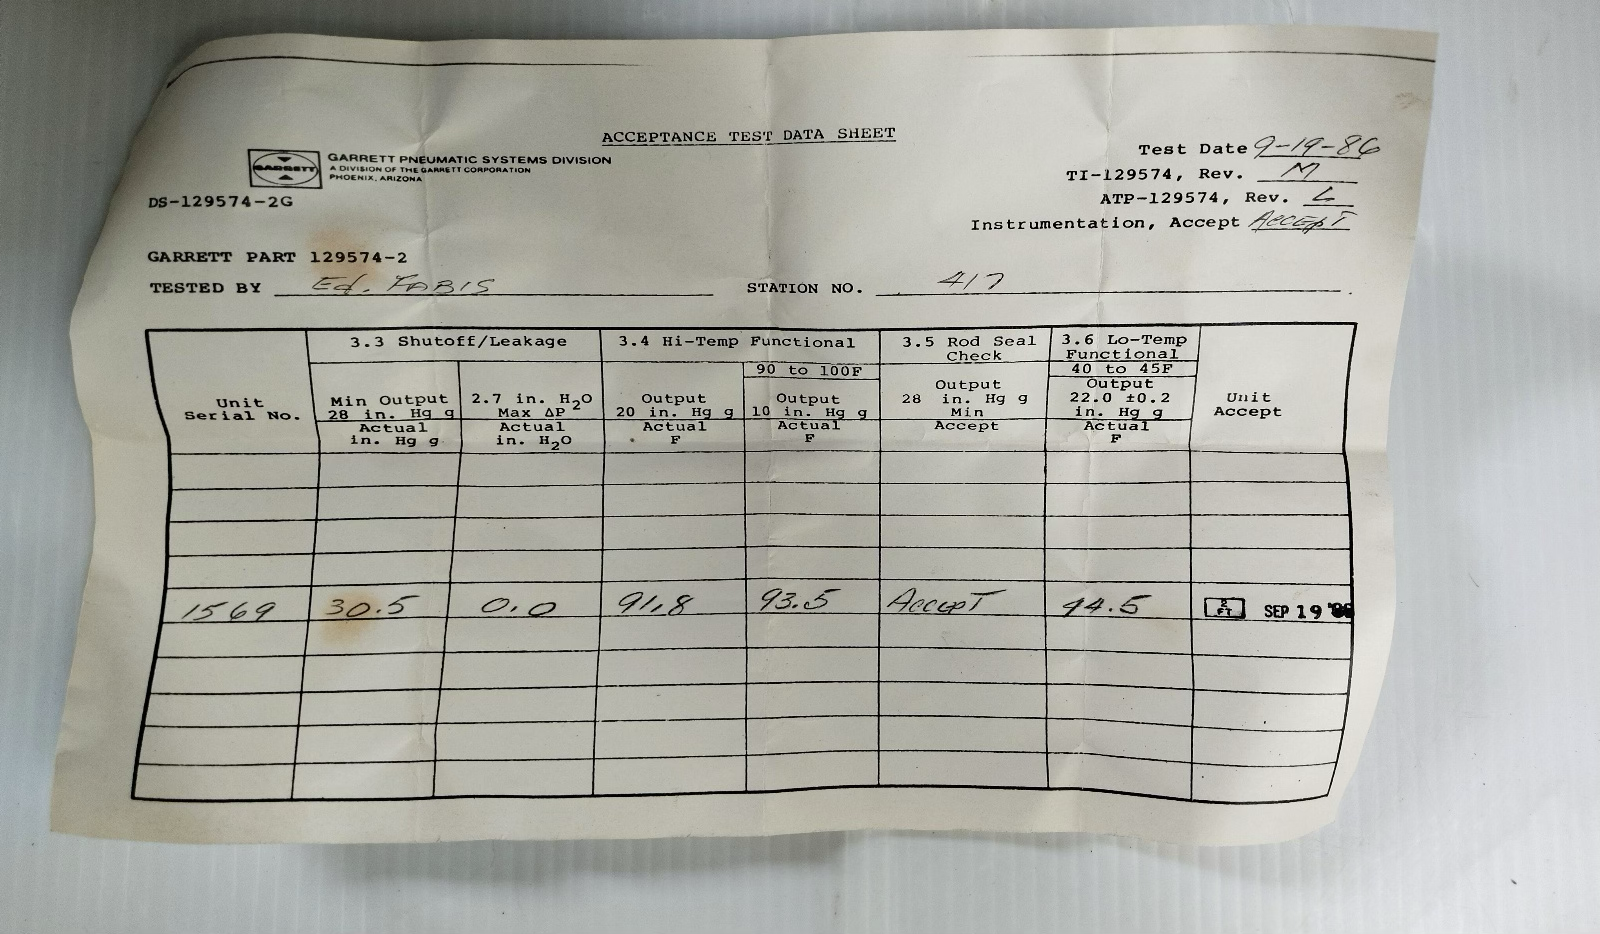 ACCEPTANCE TEST DATA SHEET
GARRETT
GARRETT PNEUMATIC SYSTEMS DIVISION
A DIVISION OF THE GARRETT CORPORATION
PHOENIX, ARIZONA
DS-129574-2G
Test Date 9-19-86
TI-129574, Rev. M
ATP-129574, Rev. L
Instrumentation, Accept ACCEPT
GARRETT PART 129574-2
TESTED BY Ed. FABIS STATION NO. 417
Unit Serial No.
3.3 Shutoff/Leakage
Min Output 28 in. Hg g
Actual in. Hg g
2.7 in. H2O Max ΔP
Actual in. H2O
3.4 Hi-Temp Functional
Output 20 in. Hg g
Actual F
90 to 100F
Output 10 in. Hg g
Actual F
3.5 Rod Seal Check
Output 28 in. Hg g Min
Accept
3.6 Lo-Temp Functional
40 to 45F
Output 22.0 ±0.2 in. Hg g
Actual F
Unit Accept
1569 30.5 0.0 91.8 93.5 ACCEPT 44.5 2 FT SEP 19